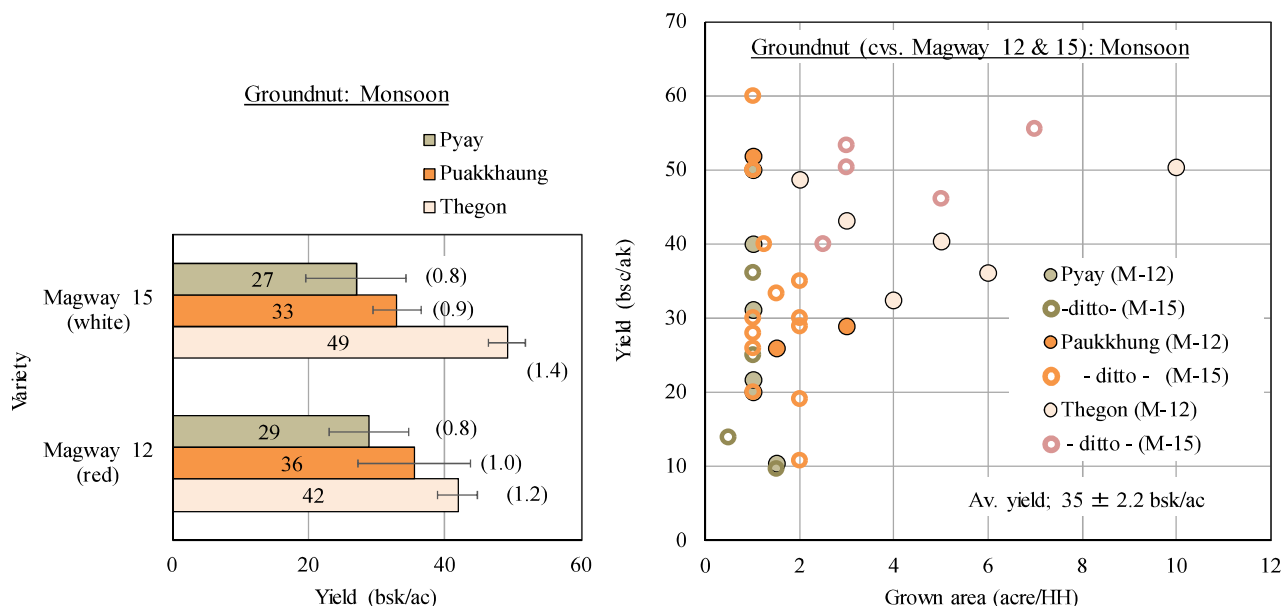 Groundnut: Monsoon
Pyay
Puakkhaung
Thegon
Variety
Magway 15
(white)
27
(0.8)
33
(0.9)
49
(1.4)
Magway 12
(red)
29
(0.8)
36
(1.0)
42
(1.2)
0
20
40
60
Yield (bsk/ac)
Groundnut (cvs. Magway 12 & 15): Monsoon
Yield (bsc/ak)
70
60
50
40
30
20
10
0
Pyay (M-12)
-ditto- (M-15)
Paukkhung (M-12)
- ditto - (M-15)
Thegon (M-12)
- ditto - (M-15)
Av. yield; 35 ± 2.2 bsk/ac
0
2
4
6
8
10
12
Grown area (acre/HH)